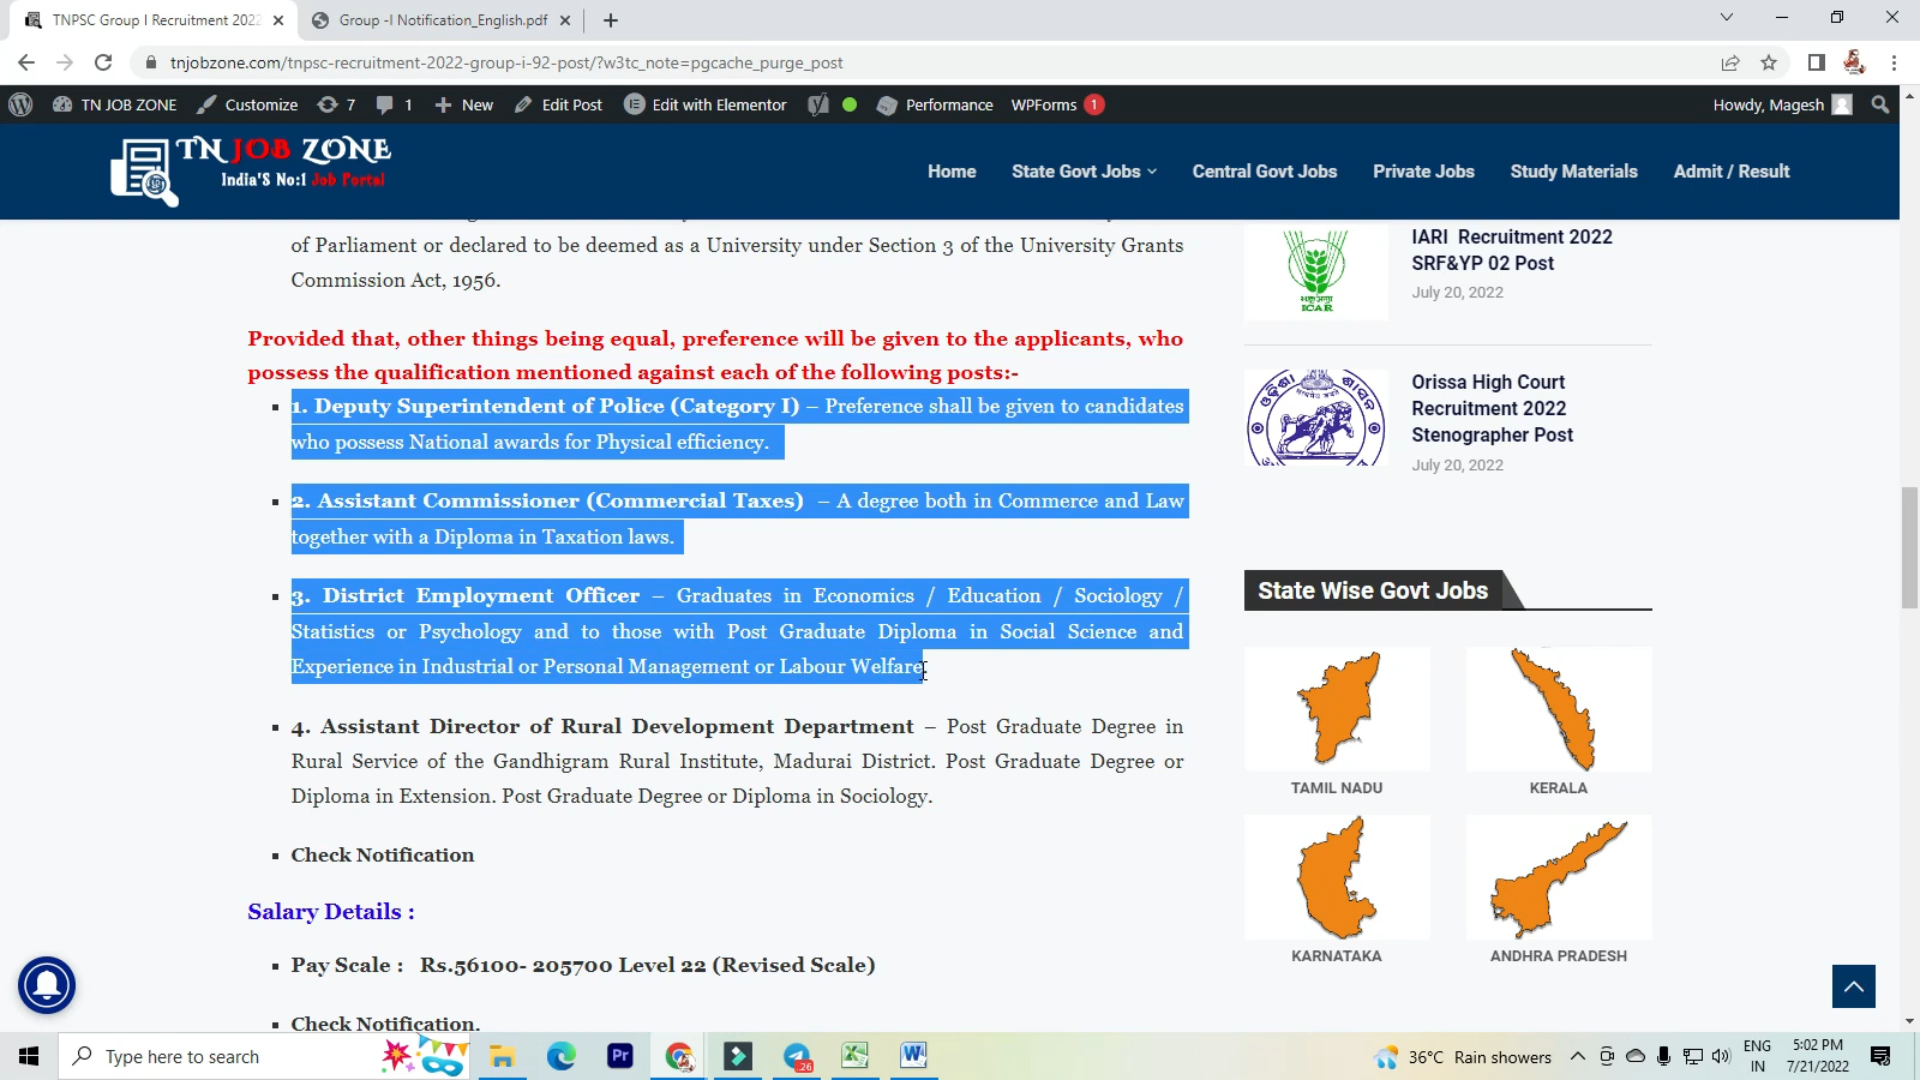 TNPSC Group I Recruitment 2022
Group -I Notification_English.pdf
tnjobzone.com/tnpsc-recruitment-2022-group-i-92-post/?w3tc_note=pgcache_purge_post
TN JOB ZONE
Customize
7
1
New
Edit Post
Edit with Elementor
Performance
WPForms 1
Howdy, Magesh
TN JOB ZONE
India'S No:1 Job Portal
Home
State Govt Jobs
Central Govt Jobs
Private Jobs
Study Materials
Admit / Result
of Parliament or declared to be deemed as a University under Section 3 of the University Grants
Commission Act, 1956.
Provided that, other things being equal, preference will be given to the applicants, who
possess the qualification mentioned against each of the following posts:-
1. Deputy Superintendent of Police (Category I) – Preference shall be given to candidates
who possess National awards for Physical efficiency.
2. Assistant Commissioner (Commercial Taxes) – A degree both in Commerce and Law
together with a Diploma in Taxation laws.
3. District Employment Officer – Graduates in Economics / Education / Sociology /
Statistics or Psychology and to those with Post Graduate Diploma in Social Science and
Experience in Industrial or Personal Management or Labour Welfare
4. Assistant Director of Rural Development Department – Post Graduate Degree in
Rural Service of the Gandhigram Rural Institute, Madurai District. Post Graduate Degree or
Diploma in Extension. Post Graduate Degree or Diploma in Sociology.
Check Notification
Salary Details :
Pay Scale : Rs.56100- 205700 Level 22 (Revised Scale)
Check Notification.
IARI Recruitment 2022
SRF&YP 02 Post
July 20, 2022
ICAR
Orissa High Court
Recruitment 2022
Stenographer Post
July 20, 2022
State Wise Govt Jobs
TAMIL NADU
KERALA
KARNATAKA
ANDHRA PRADESH
Type here to search
Pr
26
36°C Rain showers
ENG
IN
5:02 PM
7/21/2022